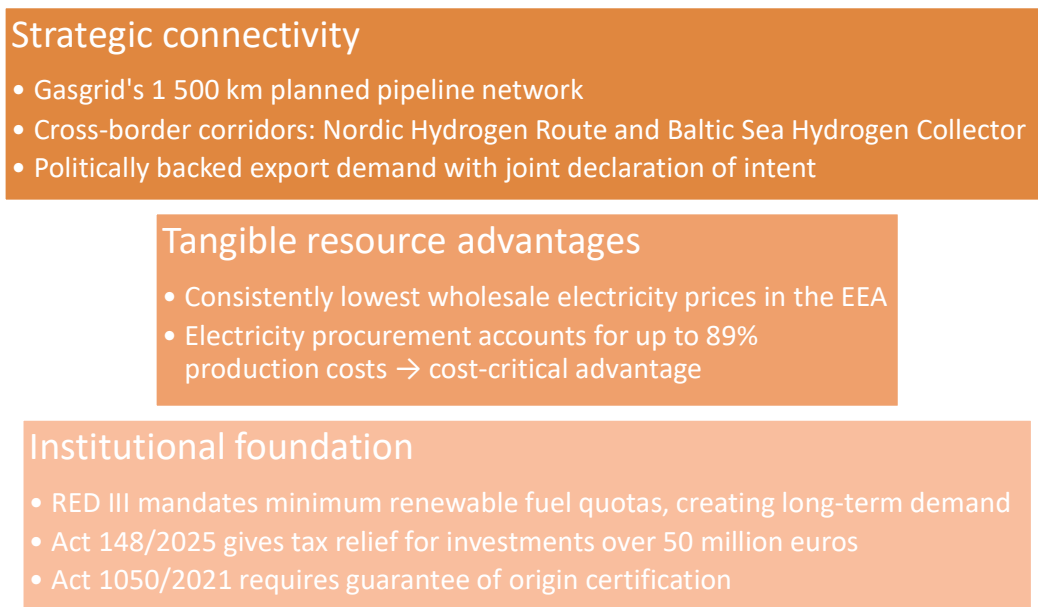 Strategic connectivity
• Gasgrid's 1 500 km planned pipeline network
• Cross-border corridors: Nordic Hydrogen Route and Baltic Sea Hydrogen Collector
• Politically backed export demand with joint declaration of intent
Tangible resource advantages
• Consistently lowest wholesale electricity prices in the EEA
• Electricity procurement accounts for up to 89%
production costs → cost-critical advantage
Institutional foundation
• RED III mandates minimum renewable fuel quotas, creating long-term demand
• Act 148/2025 gives tax relief for investments over 50 million euros
• Act 1050/2021 requires guarantee of origin certification